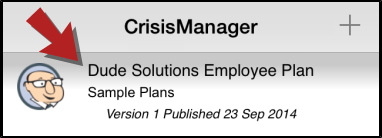 CrisisManager
Dude Solutions Employee Plan
Sample Plans
Version 1 Published 23 Sep 2014